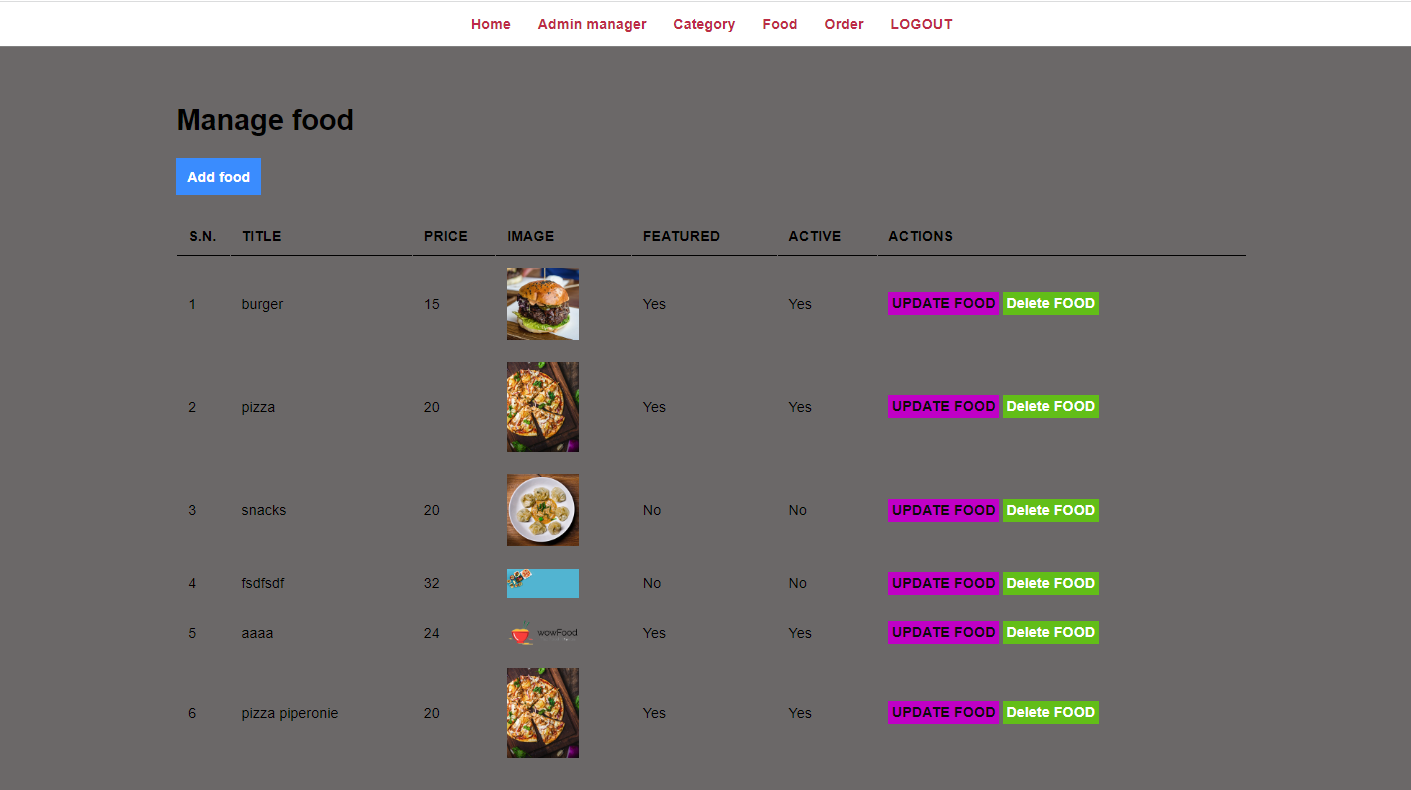 Home Admin manager Category Food Order LOGOUT
Manage food
Add food
S.N. TITLE PRICE IMAGE FEATURED ACTIVE ACTIONS
1 burger 15 Yes Yes UPDATE FOOD Delete FOOD
2 pizza 20 Yes Yes UPDATE FOOD Delete FOOD
3 snacks 20 No No UPDATE FOOD Delete FOOD
4 fsdfsdf 32 No No UPDATE FOOD Delete FOOD
5 aaaa 24 wowFood Yes Yes UPDATE FOOD Delete FOOD
6 pizza piperonie 20 Yes Yes UPDATE FOOD Delete FOOD